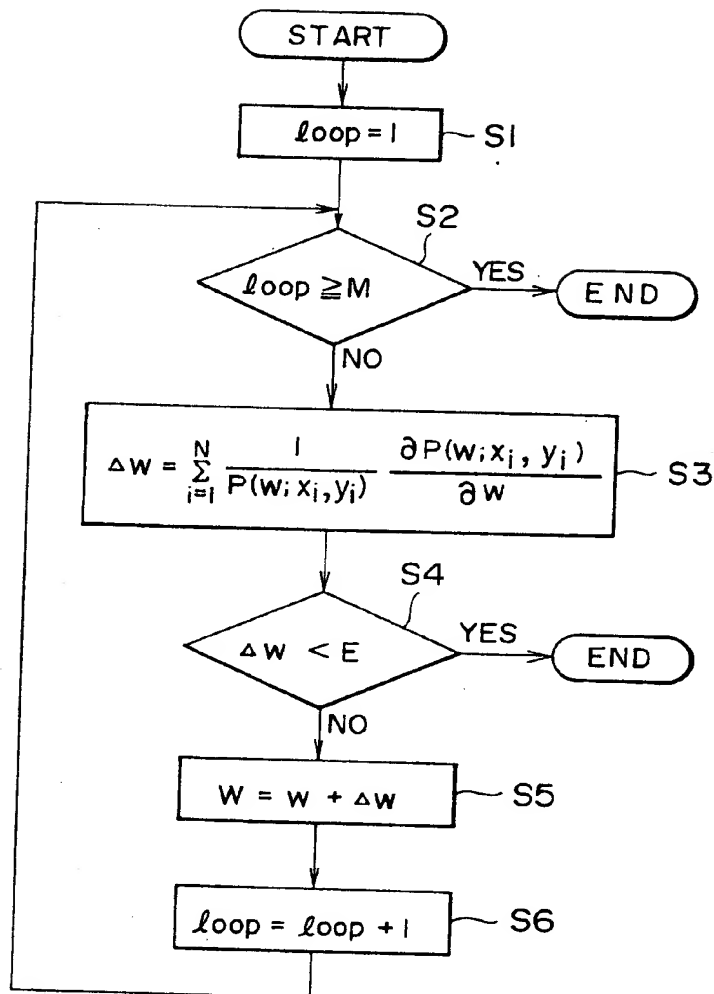 START
loop = 1
S1
S2
loop ≧ M
YES
END
NO
Δw = Σ_{i=1}^{N} 1/P(w; x_i, y_i) ∂P(w; x_i, y_i)/∂w
S3
S4
Δw < E
YES
END
NO
W = w + Δw
S5
loop = loop + 1
S6